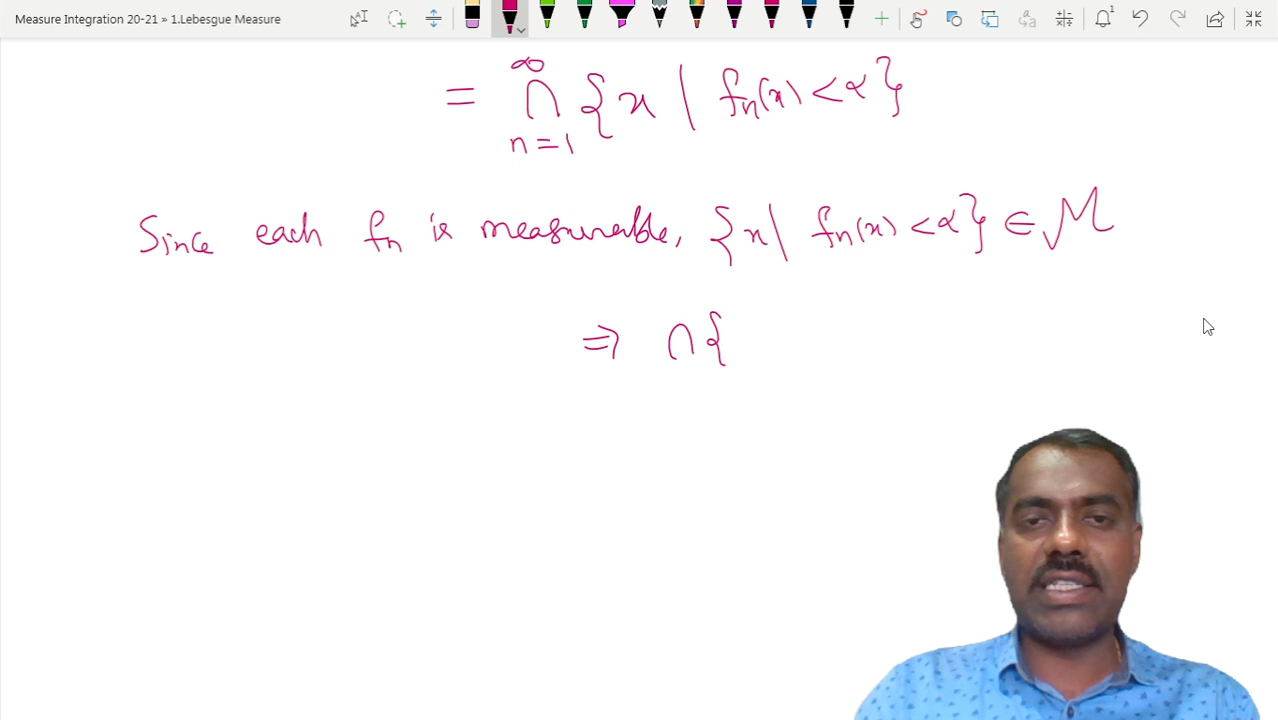 Measure Integration 20-21 » 1.Lebesgue Measure
∞
= ∩ {x | fn(x) < α}
n=1
Since each fn is measurable, {x | fn(x) < α} ∈ M
⇒ ∩ {